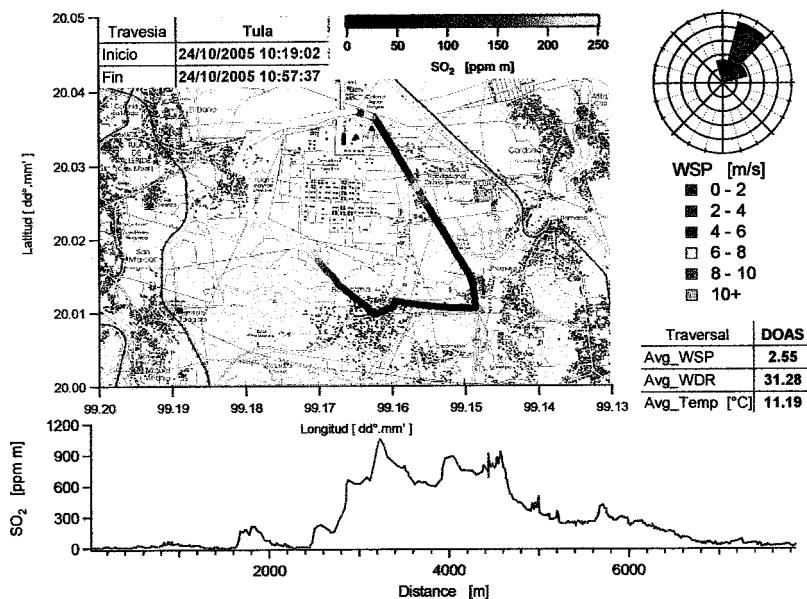 Travesia Tula
Inicio 24/10/2005 10:19:02
Fin 24/10/2005 10:57:37
0 50 100 150 200 250
SO2 [ppm m]
20.05
20.04
20.03
20.02
20.01
20.00
Latitud [ dd°.mm' ]
99.20 99.19 99.18 99.17 99.16 99.15 99.14 99.13
Longitud [ dd°.mm' ]
WSP [m/s]
0 - 2
2 - 4
4 - 6
6 - 8
8 - 10
10+
Traversal DOAS
Avg_WSP 2.55
Avg_WDR 31.28
Avg_Temp [°C] 11.19
1200
900
600
300
0
SO2 [ppm m]
2000 4000 6000
Distance [m]